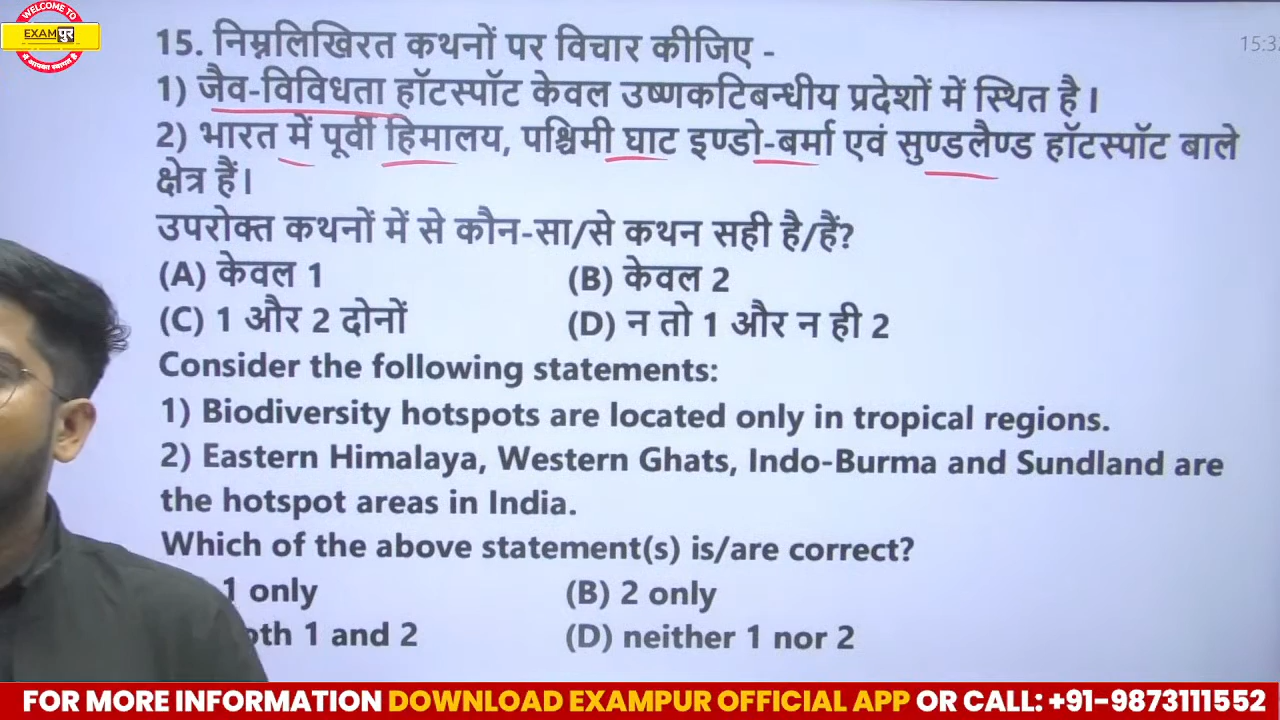 WELCOME TO
EXAMपुर
में आपका स्वागत है
15:32
15. निम्नलिखिरत कथनों पर विचार कीजिए -
1) जैव-विविधता हॉटस्पॉट केवल उष्णकटिबन्धीय प्रदेशों में स्थित है ।
2) भारत में पूर्वी हिमालय, पश्चिमी घाट इण्डो-बर्मा एवं सुण्डलैण्ड हॉटस्पॉट बाले
क्षेत्र हैं ।
उपरोक्त कथनों में से कौन-सा/से कथन सही है/हैं?
(A) केवल 1 (B) केवल 2
(C) 1 और 2 दोनों (D) न तो 1 और न ही 2
Consider the following statements:
1) Biodiversity hotspots are located only in tropical regions.
2) Eastern Himalaya, Western Ghats, Indo-Burma and Sundland are
the hotspot areas in India.
Which of the above statement(s) is/are correct?
1 only (B) 2 only
oth 1 and 2 (D) neither 1 nor 2
FOR MORE INFORMATION DOWNLOAD EXAMPUR OFFICIAL APP OR CALL: +91-9873111552